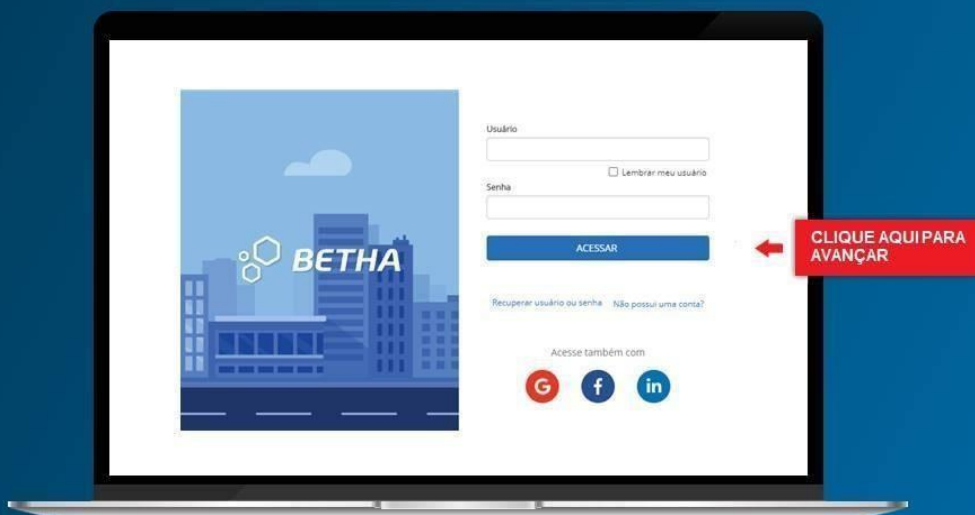 Usuário
Lembrar meu usuário
Senha
BETHA
ACESSAR
CLIQUE AQUI PARA
AVANÇAR
Recuperar usuário ou senha Não possui uma conta?
Acesse também com
G f in